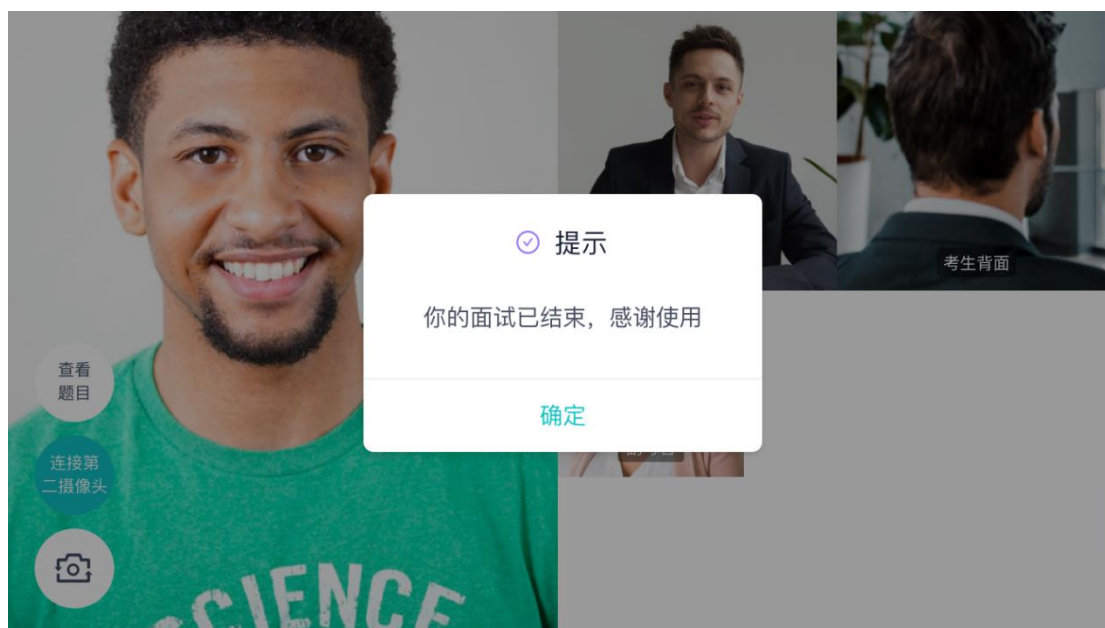 提示
你的面试已结束，感谢使用
确定
考生背面
查看
题目
连接第
二摄像头
SCIENCE